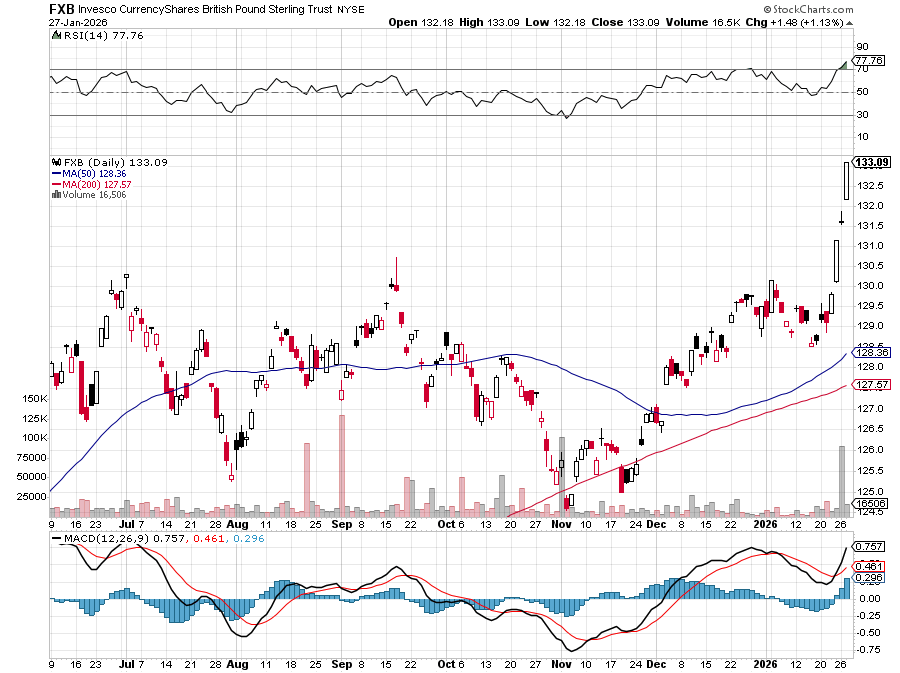 FXB Invesco CurrencyShares British Pound Sterling Trust NYSE
© StockCharts.com
27-Jan-2026
Open 132.18 High 133.09 Low 132.18 Close 133.09 Volume 16.5K Chg +1.48 (+1.13%)
RSI(14) 77.76
90
77.76
70
50
30
10
FXB (Daily) 133.09
MA(50) 128.36
MA(200) 127.57
Volume 16,506
133.09
132.5
132.0
131.5
131.0
130.5
130.0
129.5
129.0
128.5
128.36
128.0
127.57
127.0
126.5
126.0
125.5
125.0
16506
124.5
150K
125K
100K
75000
50000
25000
9 16 23 Jul 7 14 21 28 Aug 11 18 25 Sep 8 15 22 Oct 6 13 20 27 Nov 10 17 24 Dec 8 15 22 2026 12 20 26
MACD(12,26,9) 0.757, 0.461, 0.296
0.757
0.461
0.296
0.00
-0.25
-0.50
-0.75
9 16 23 Jul 7 14 21 28 Aug 11 18 25 Sep 8 15 22 Oct 6 13 20 27 Nov 10 17 24 Dec 8 15 22 2026 12 20 26